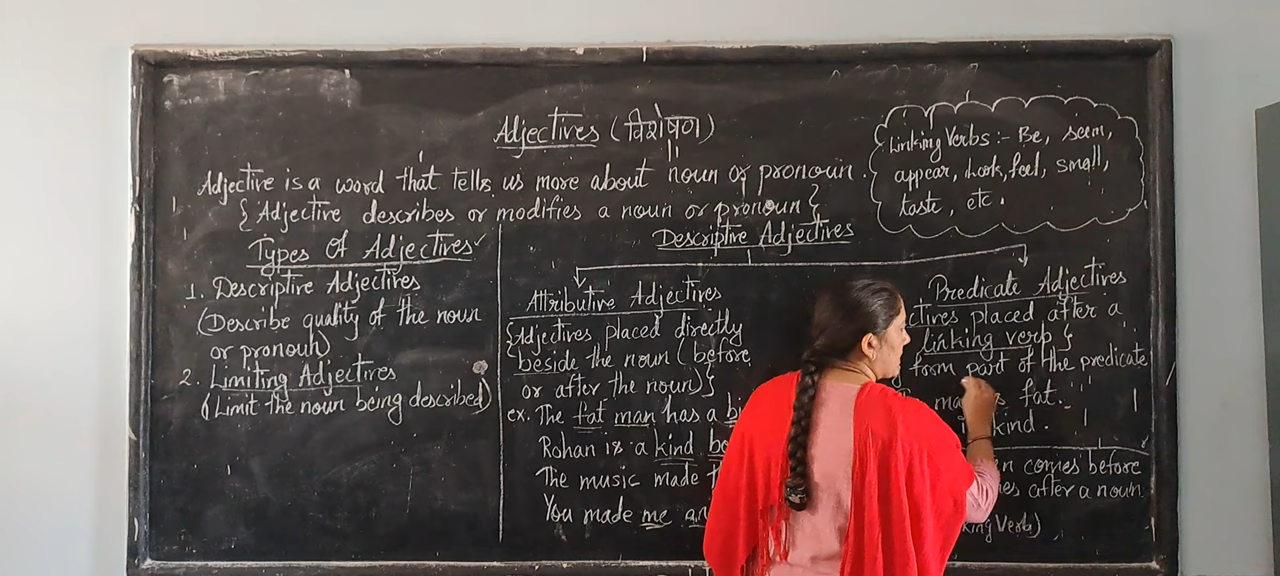 Adjectives (विशेषण)
Adjective is a word that tells us more about noun or pronoun.
{Adjective describes or modifies a noun or pronoun}
Linking Verbs :- Be, seem,
appear, Look, feel, small,
taste, etc.
Types of Adjectives
1. Descriptive Adjectives
(Describe quality of the noun
or pronoun)
2. Limiting Adjectives
(Limit the noun being described)
Descriptive Adjectives
Attributive Adjectives
{Adjectives placed directly
beside the noun (before
or after the noun)}
ex. The fat man has a
Rohan is a kind
The music made
You made me
Predicate Adjectives
placed after a
linking verb}
form part of the predicate
fat.
kind.
comes before
after a noun
Verb)